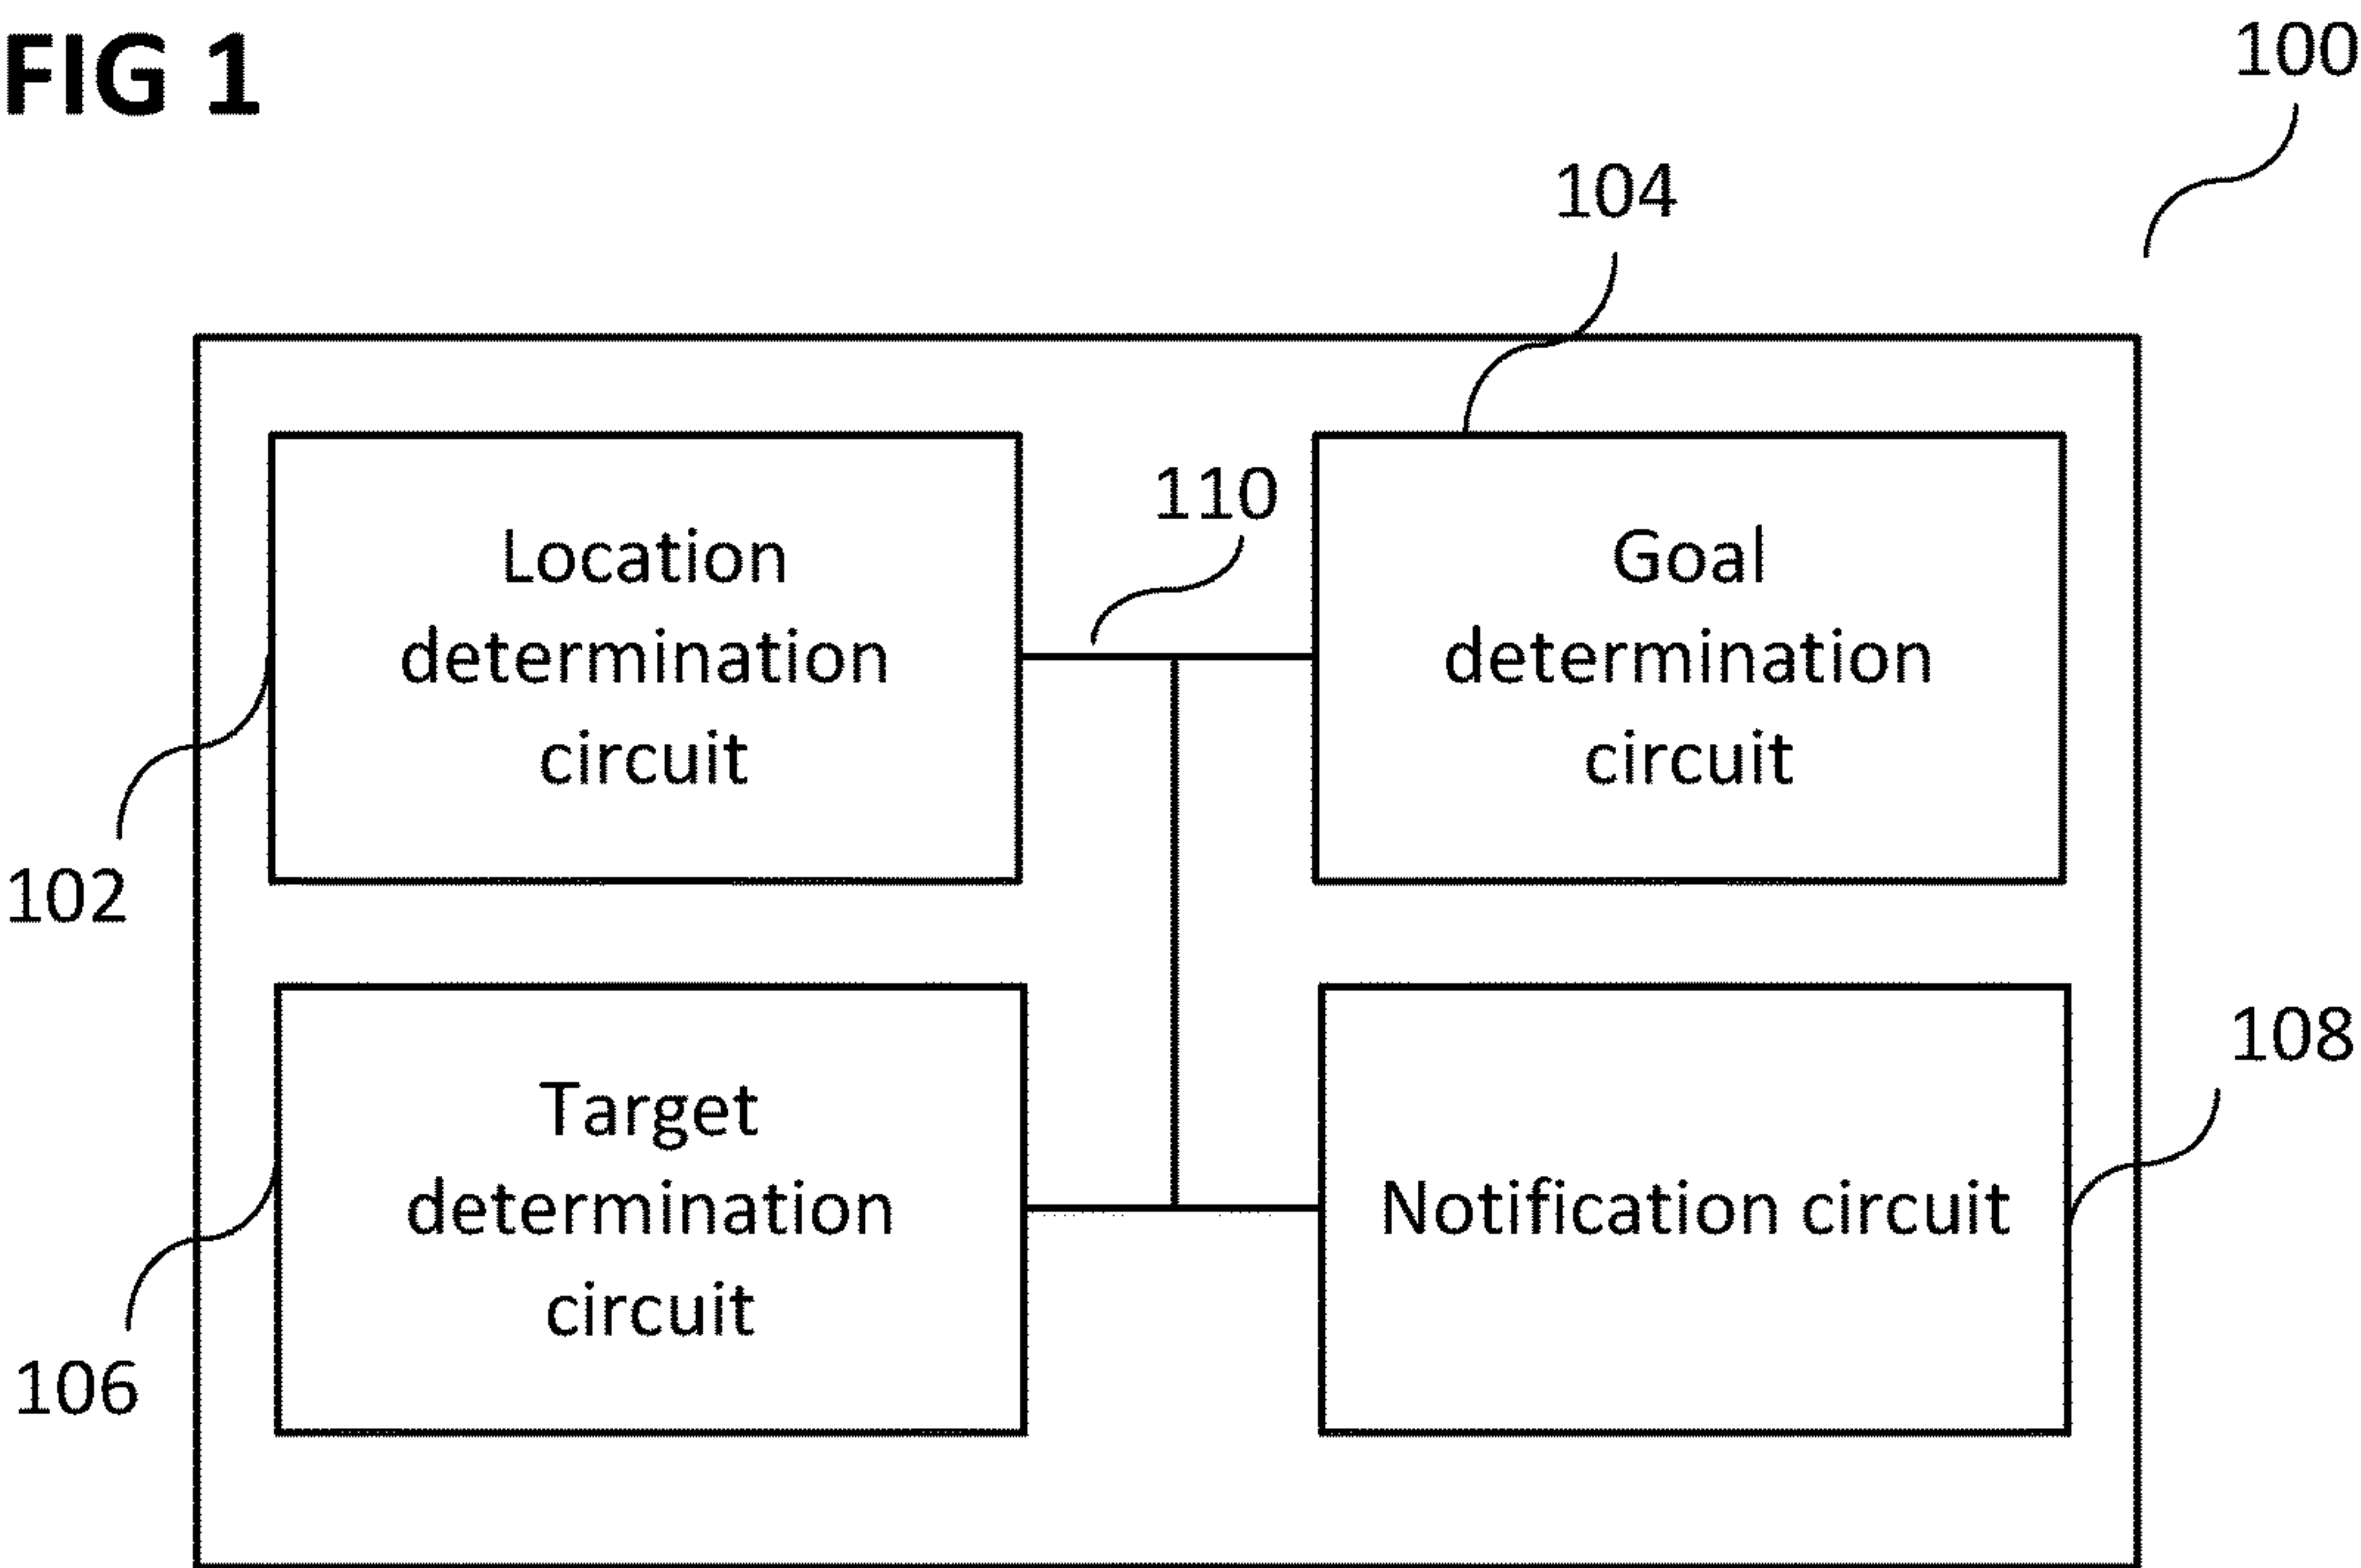 FIG 1
100
104
110
Location
determination
circuit
Goal
determination
circuit
102
Target
determination
circuit
Notification circuit
108
106